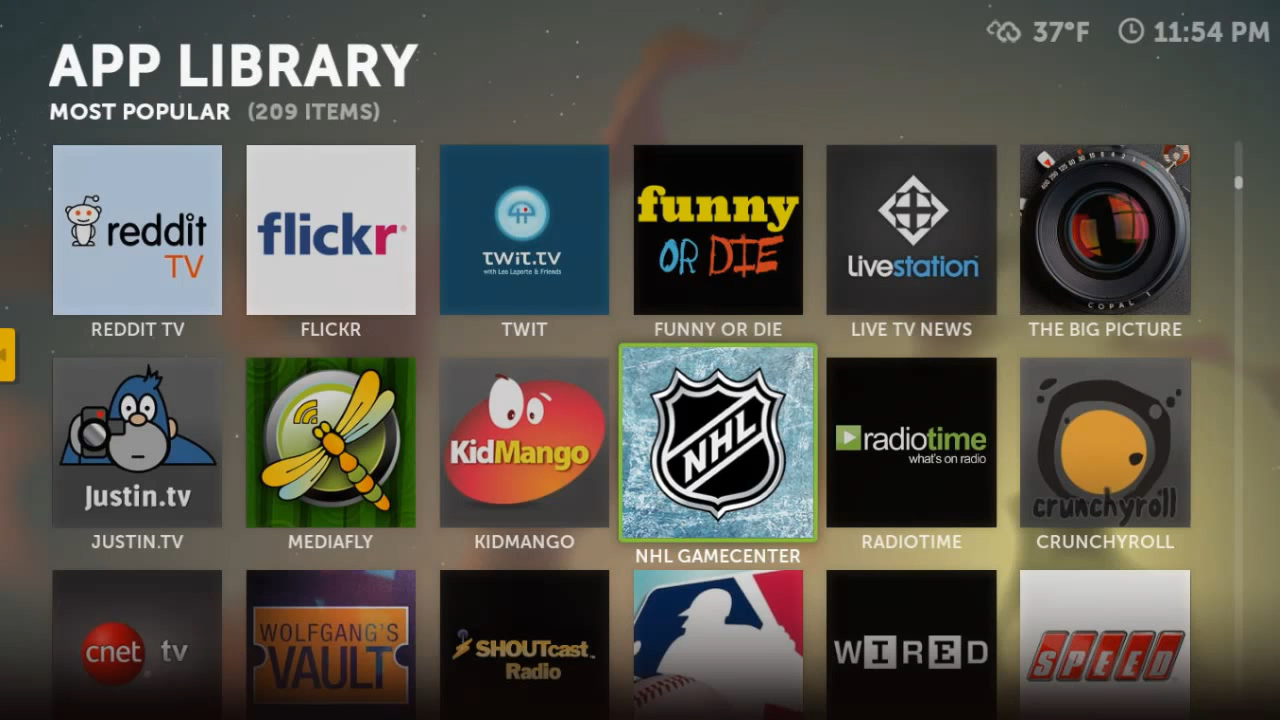 37°F 11:54 PM
APP LIBRARY
MOST POPULAR (209 ITEMS)
reddit
TV
flickr
TWiT.TV
with Leo Laporte & Friends
funny
OR DIE
livestation
COPAL
REDDIT TV
FLICKR
TWIT
FUNNY OR DIE
LIVE TV NEWS
THE BIG PICTURE
Justin.tv
KidMango
NHL
radiotime
what's on radio
crunchyroll
JUSTIN.TV
MEDIAFLY
KIDMANGO
NHL GAMECENTER
RADIOTIME
CRUNCHYROLL
cnet tv
WOLFGANG'S
VAULT
SHOUTcast
Radio
WIRED
SPEED